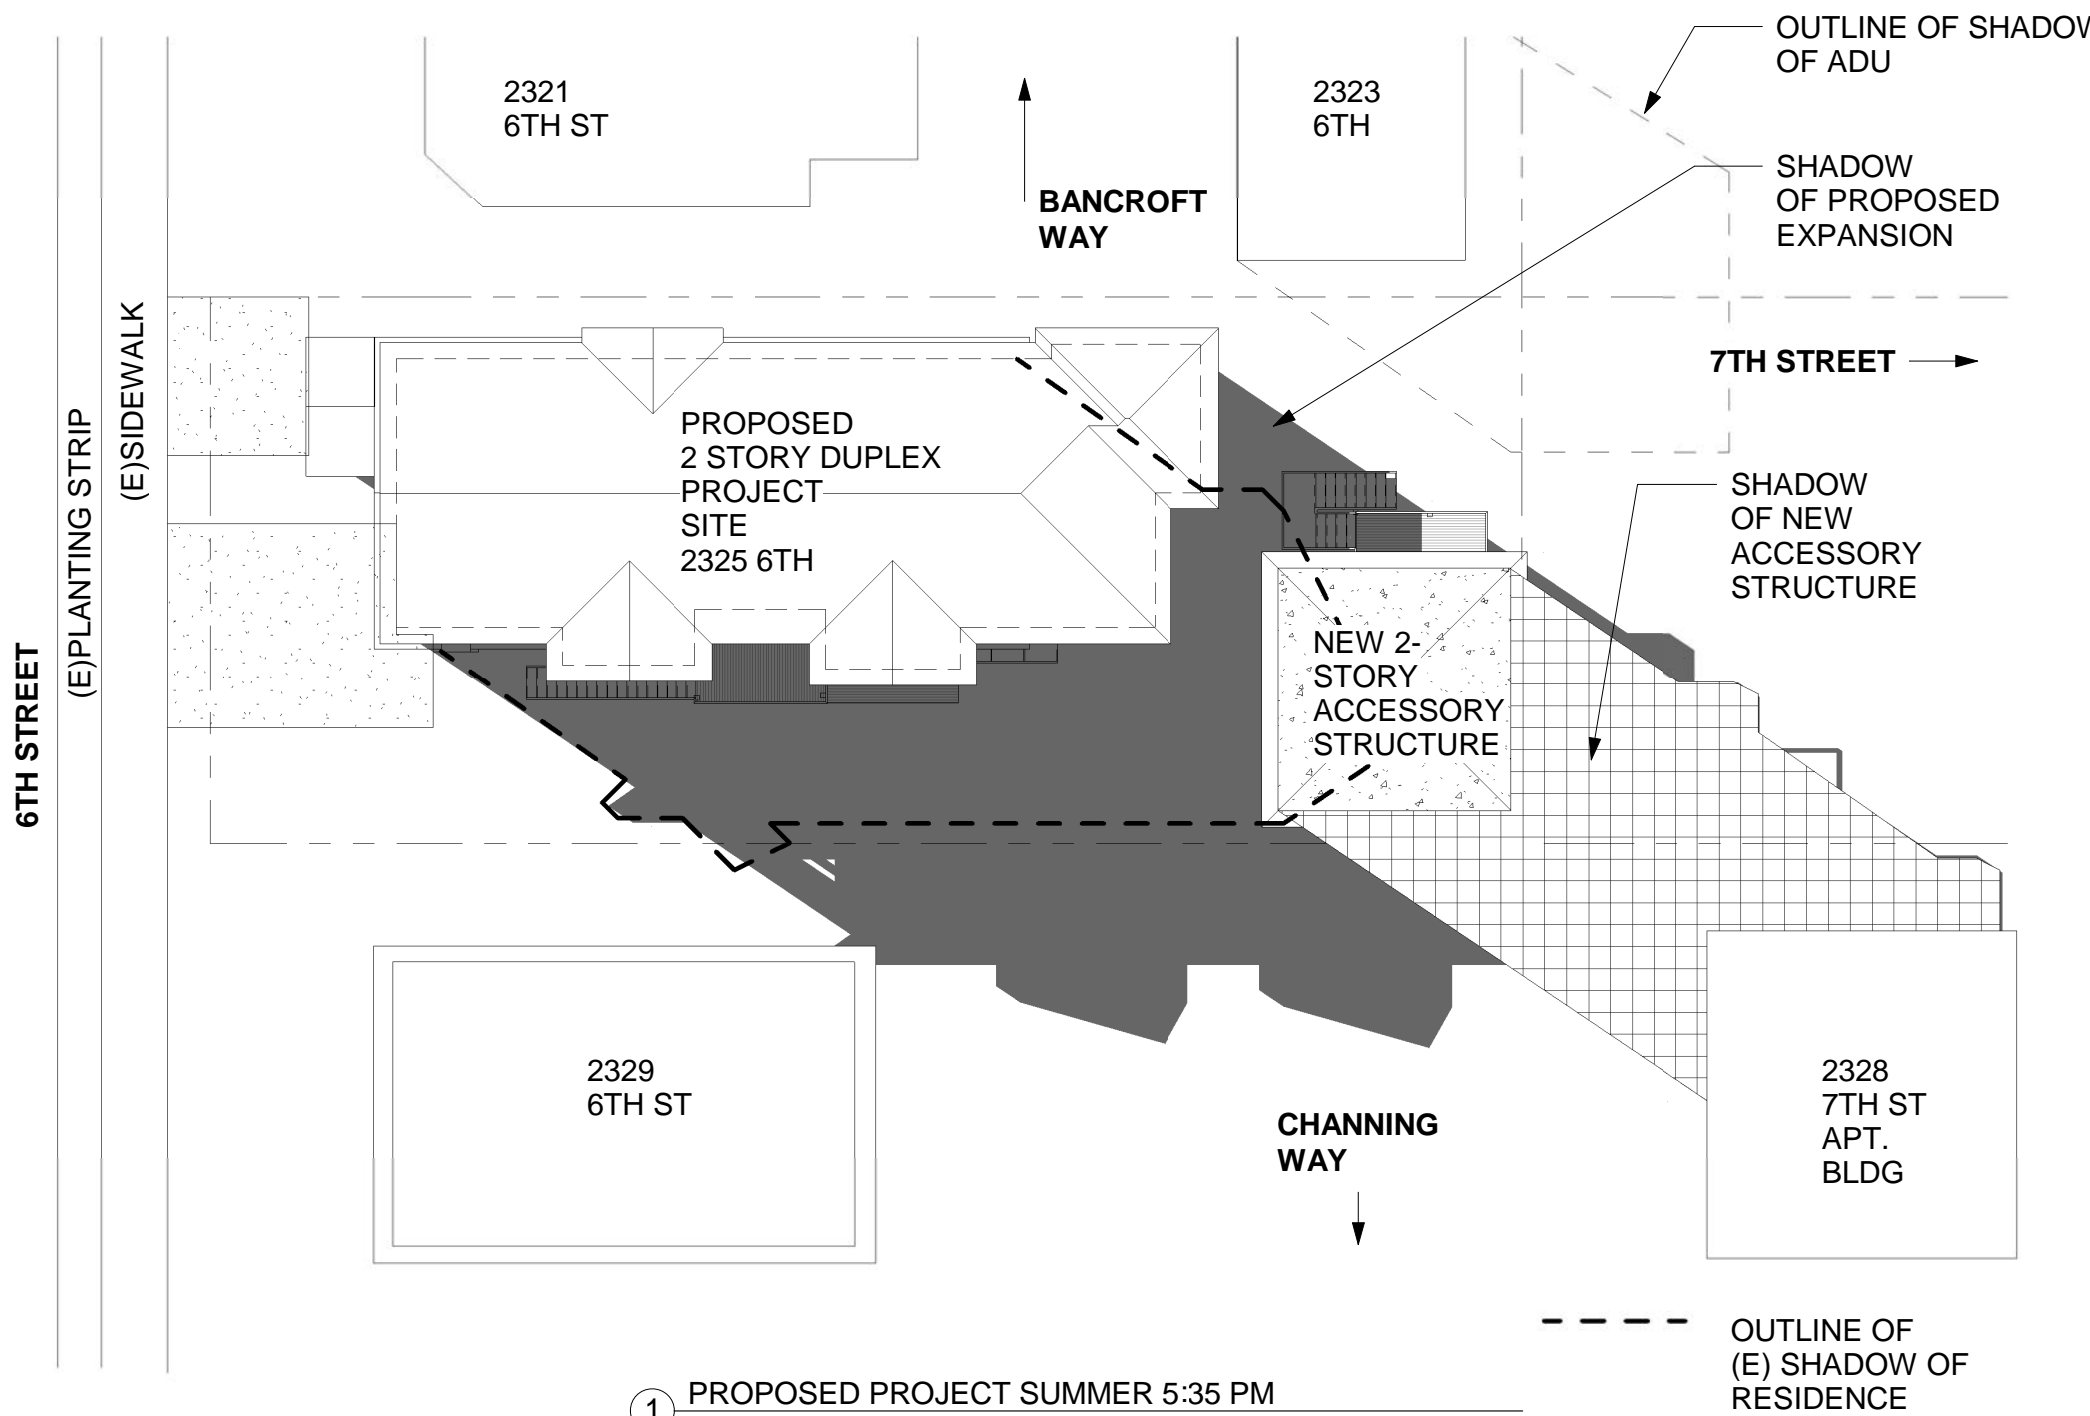 OUTLINE OF SHADOW
OF ADU
2321
6TH ST
2323
6TH
SHADOW
OF PROPOSED
EXPANSION
BANCROFT
WAY
7TH STREET
(E)SIDEWALK
(E)PLANTING STRIP
6TH STREET
PROPOSED
2 STORY DUPLEX
PROJECT
SITE
2325 6TH
SHADOW
OF NEW
ACCESSORY
STRUCTURE
NEW 2-
STORY
ACCESSORY
STRUCTURE
2329
6TH ST
2328
7TH ST
APT.
BLDG
CHANNING
WAY
OUTLINE OF
(E) SHADOW OF
RESIDENCE
1
PROPOSED PROJECT SUMMER 5:35 PM